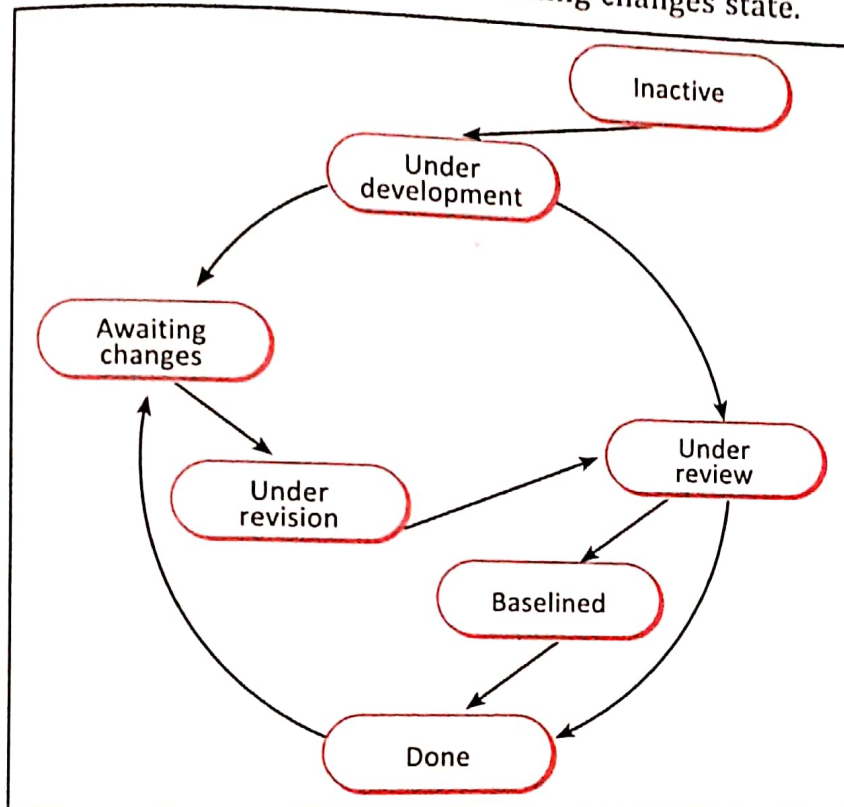 changes state.
Inactive
Under
development
Awaiting
changes
Under
revision
Under
review
Baselined
Done